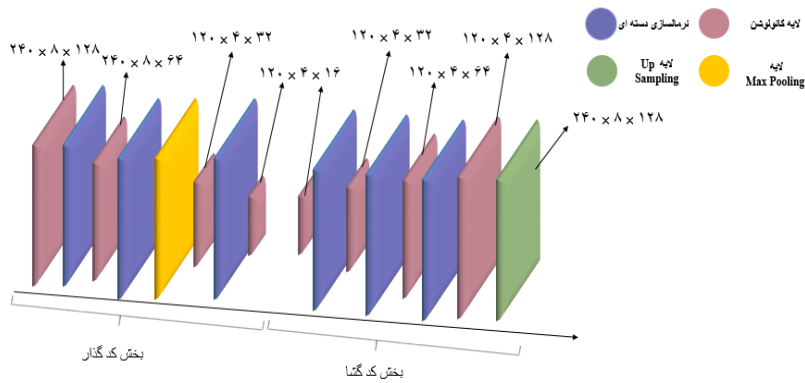 لایه کانولوشن
نرمالسازی دسته ای
لایه
Max Pooling
لایه Up
Sampling
۲۴۰ × ۸ × ۱۲۸
۲۴۰ × ۸ × ۶۴
۱۲۰ × ۴ × ۳۲
۱۲۰ × ۴ × ۱۶
۱۲۰ × ۴ × ۳۲
۱۲۰ × ۴ × ۶۴
۱۲۰ × ۴ × ۱۲۸
۲۴۰ × ۸ × ۱۲۸
بخش کد گذار
بخش کد گشا